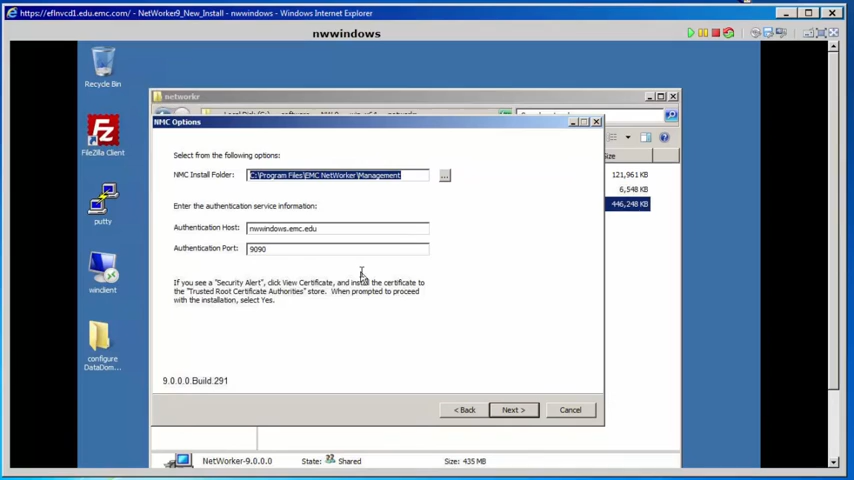 https://eflnvcd1.edu.emc.com/ - NetWorker9_New_Install - nwwindows - Windows Internet Explorer
nwwindows
Recycle Bin
FileZilla Client
putty
winclient
configure
DataDom...
networkr
NMC Options
Select from the following options:
NMC Install Folder:
C:\Program Files\EMC NetWorker\Management
...
Enter the authentication service information:
Authentication Host:
nwwindows.emc.edu
Authentication Port:
9090
If you see a "Security Alert", click View Certificate, and install the certificate to
the "Trusted Root Certificate Authorities" store. When prompted to proceed
with the installation, select Yes.
9.0.0.0.Build.291
< Back
Next >
Cancel
Size
121,961 KB
6,548 KB
446,248 KB
NetWorker-9.0.0.0
State:
Shared
Size: 435 MB